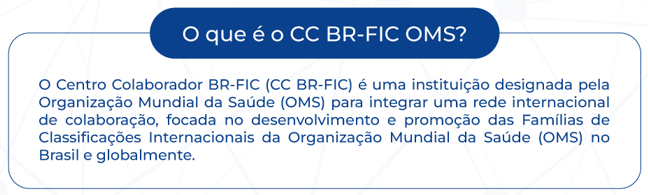 O que é o CC BR-FIC OMS?
O Centro Colaborador BR-FIC (CC BR-FIC) é uma instituição designada pela
Organização Mundial da Saúde (OMS) para integrar uma rede internacional
de colaboração, focada no desenvolvimento e promoção das Famílias de
Classificações Internacionais da Organização Mundial da Saúde (OMS) no
Brasil e globalmente.